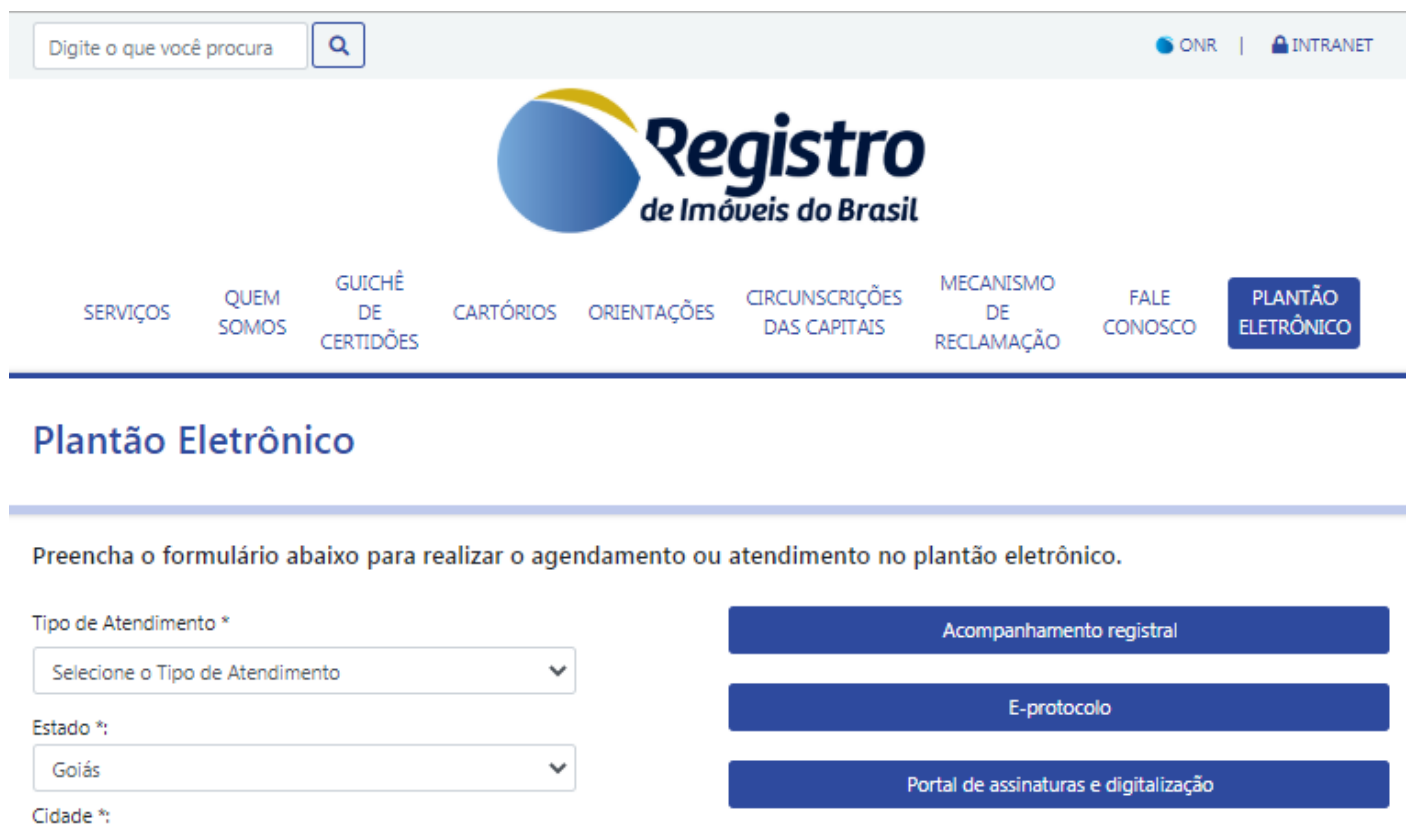 Digite o que você procura
ONR | INTRANET
Registro
de Imóveis do Brasil
SERVIÇOS
QUEM
SOMOS
GUICHÊ
DE
CERTIDÕES
CARTÓRIOS
ORIENTAÇÕES
CIRCUNSCRIÇÕES
DAS CAPITAIS
MECANISMO
DE
RECLAMAÇÃO
FALE
CONOSCO
PLANTÃO
ELETRÔNICO
Plantão Eletrônico
Preencha o formulário abaixo para realizar o agendamento ou atendimento no plantão eletrônico.
Tipo de Atendimento *
Selecione o Tipo de Atendimento
Estado *:
Goiás
Cidade *:
Acompanhamento registral
E-protocolo
Portal de assinaturas e digitalização